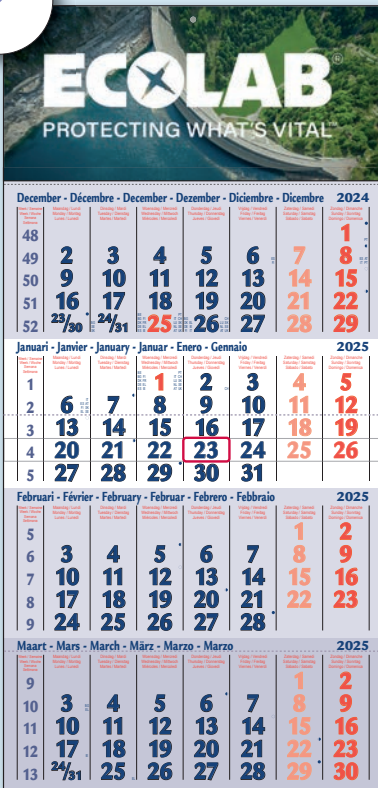 ECOLAB®
PROTECTING WHAT'S VITAL™
December - Décembre - December - Dezember - Diciembre - Dicembre 2024
48 1
49 2 3 4 5 6 7 8
50 9 10 11 12 13 14 15
51 16 17 18 19 20 21 22
52 23/30 24/31 25 26 27 28 29
Januari - Janvier - January - Januar - Enero - Gennaio 2025
1 1 2 3 4 5
2 6 7 8 9 10 11 12
3 13 14 15 16 17 18 19
4 20 21 22 23 24 25 26
5 27 28 29 30 31
Februari - Février - February - Februar - Febrero - Febbraio 2025
5 1 2
6 3 4 5 6 7 8 9
7 10 11 12 13 14 15 16
8 17 18 19 20 21 22 23
9 24 25 26 27 28
Maart - Mars - March - März - Marzo - Marzo 2025
9 1 2
10 3 4 5 6 7 8 9
11 10 11 12 13 14 15 16
12 17 18 19 20 21 22 23
13 24/31 25 26 27 28 29 30